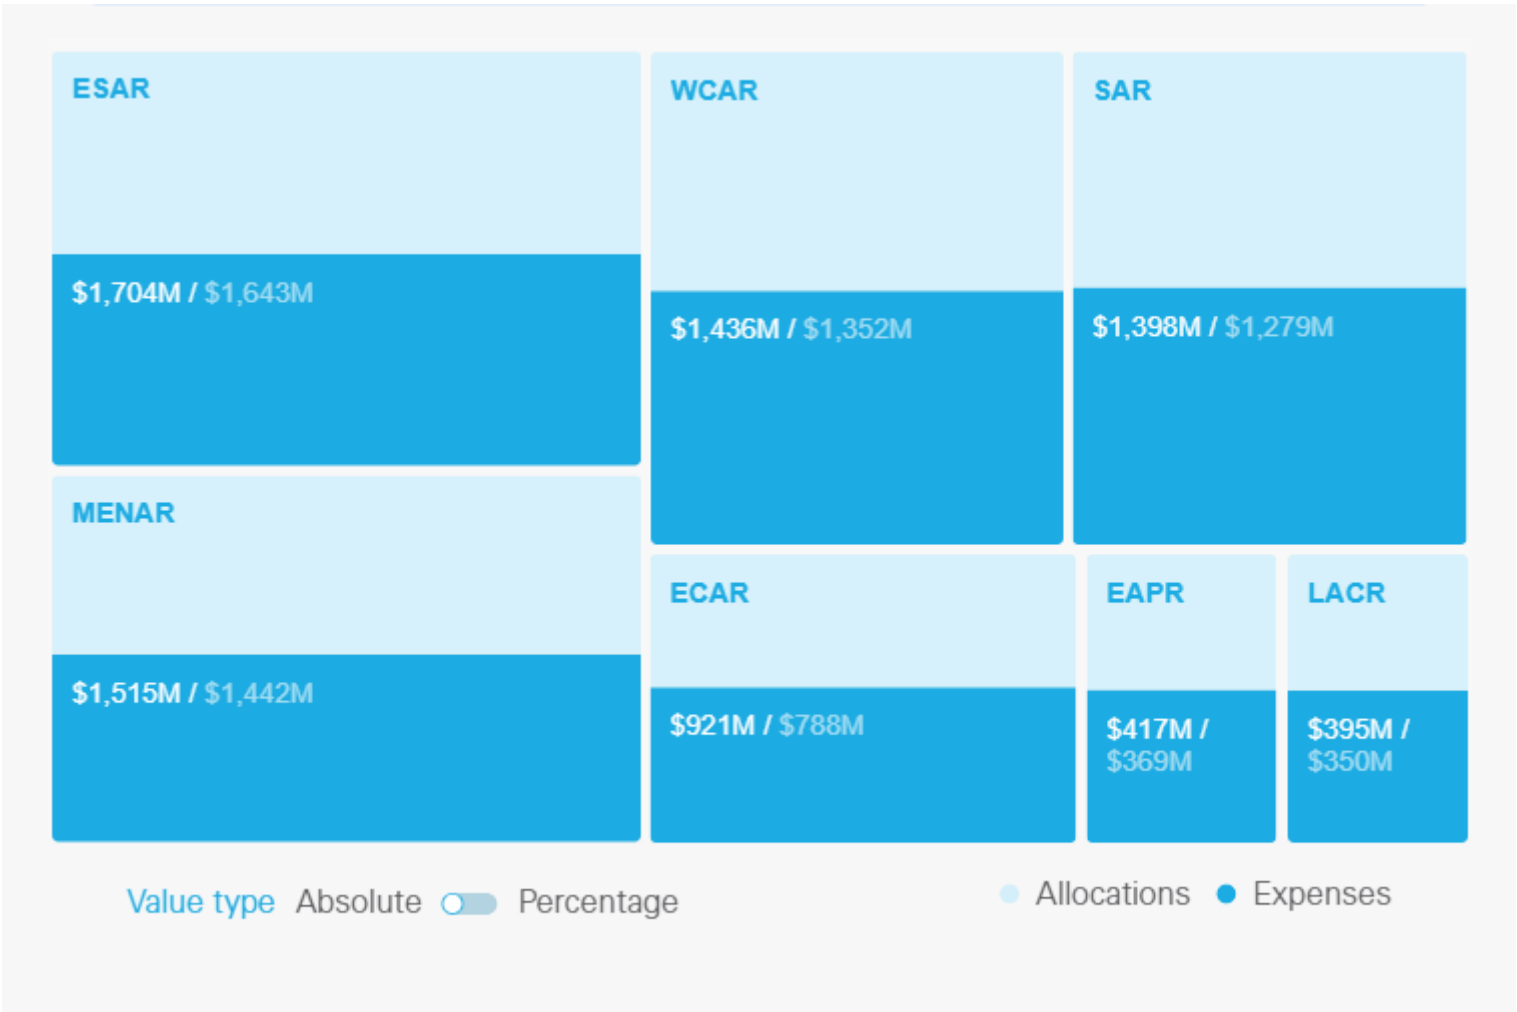 ESAR
$1,704M / $1,643M
WCAR
$1,436M / $1,352M
SAR
$1,398M / $1,279M
MENAR
$1,515M / $1,442M
ECAR
$921M / $788M
EAPR
$417M /
$369M
LACR
$395M /
$350M
Value type Absolute Percentage
Allocations Expenses